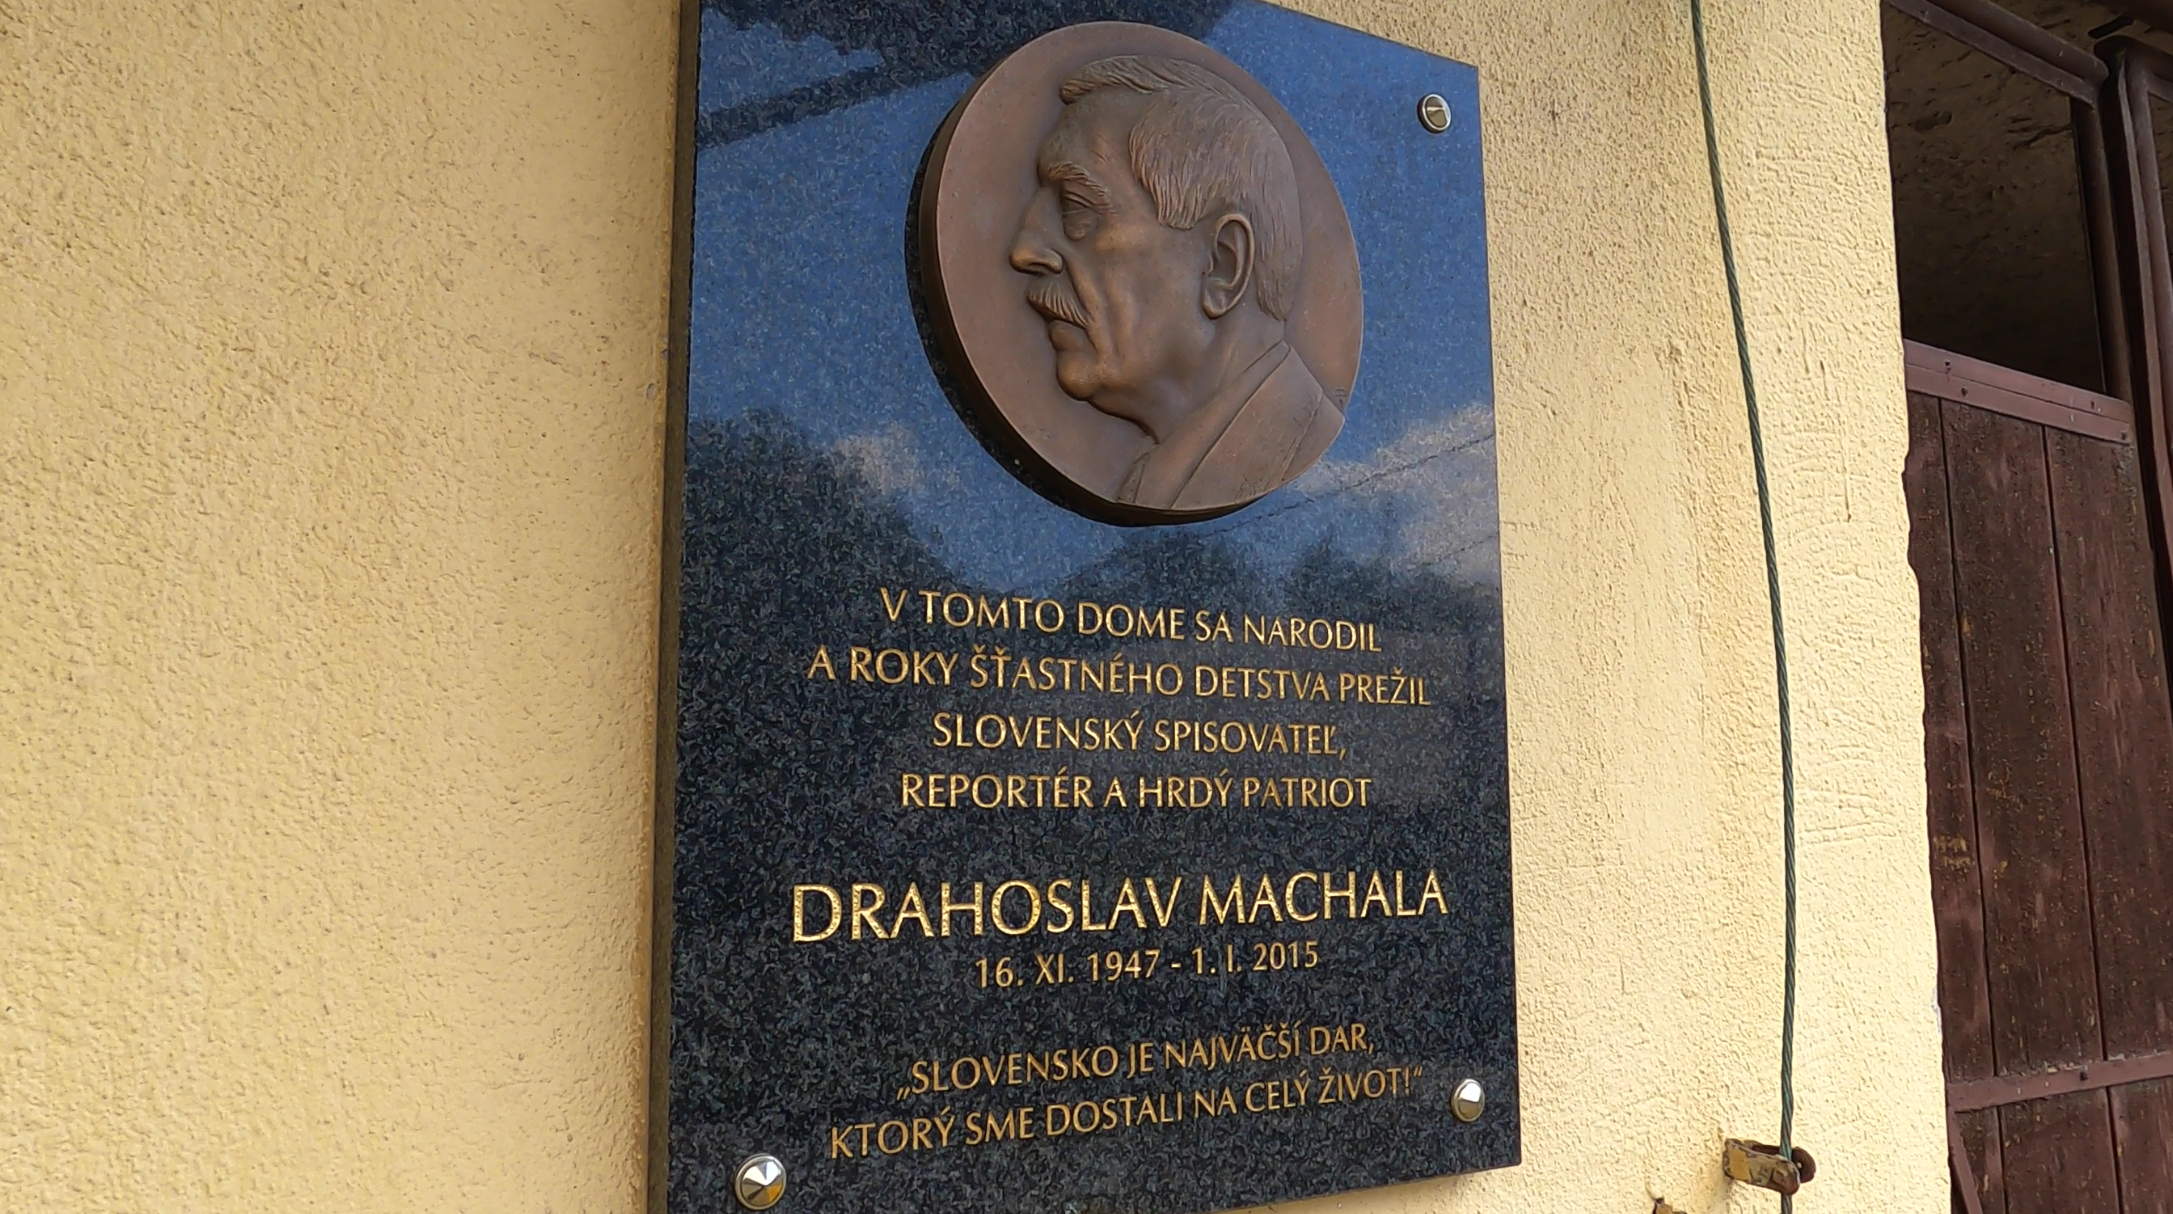 V TOMTO DOME SA NARODIL
A ROKY ŠŤASTNÉHO DETSTVA PREŽIL
SLOVENSKÝ SPISOVATEĽ,
REPORTÉR A HRDÝ PATRIOT
DRAHOSLAV MACHALA
16. XI. 1947 - 1. I. 2015
„SLOVENSKO JE NAJVÄČŠÍ DAR,
KTORÝ SME DOSTALI NA CELÝ ŽIVOT!“